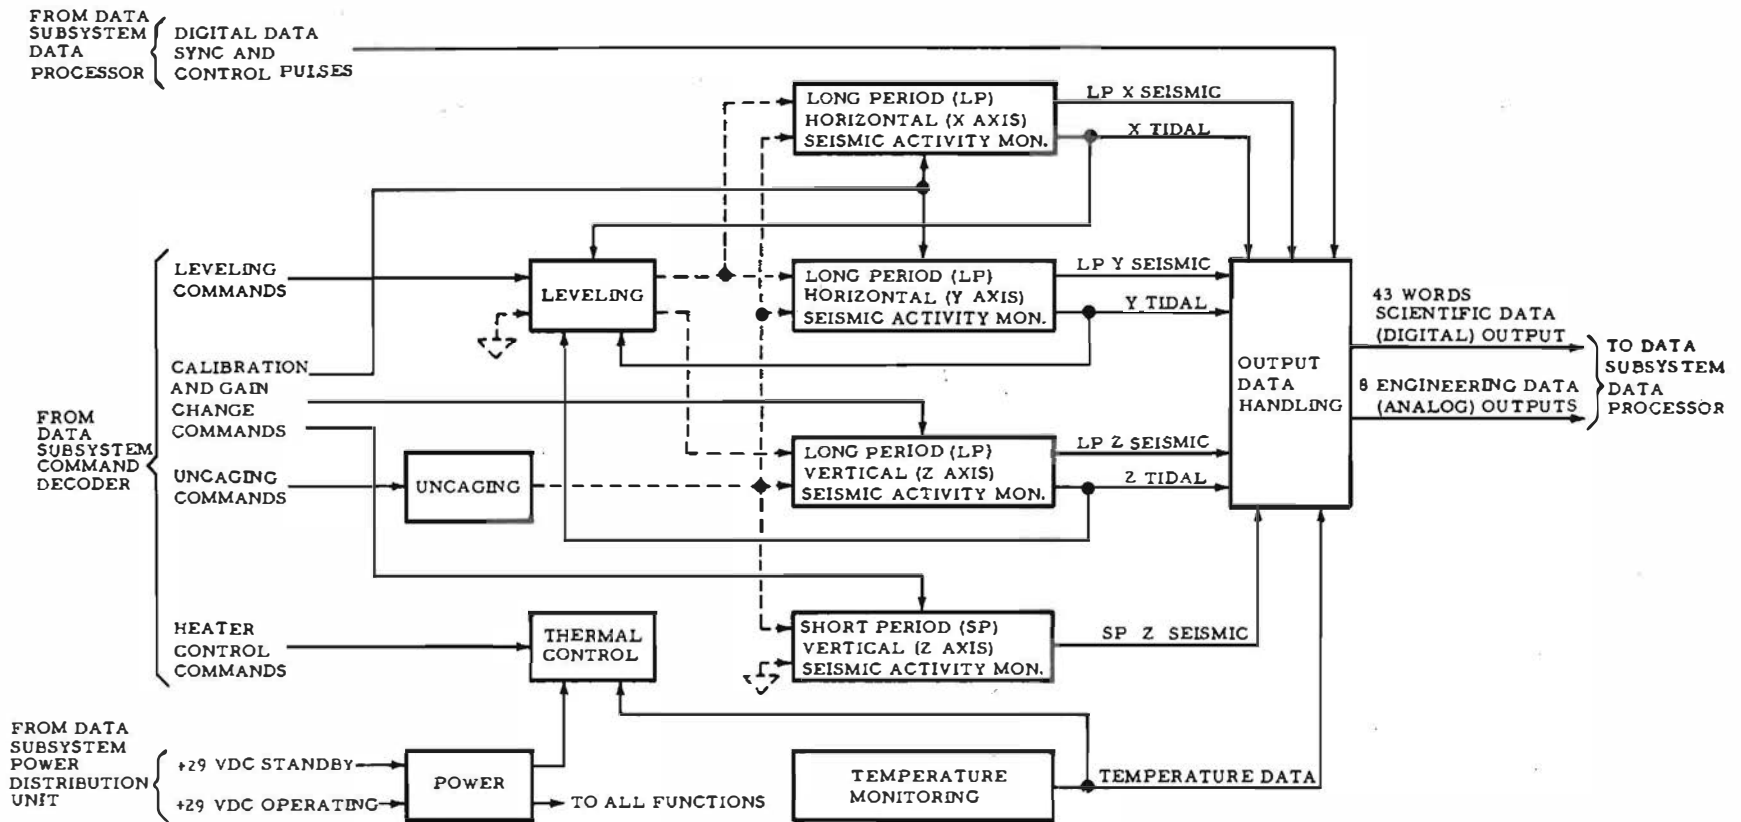 FROM DATA
SUBSYSTEM
DATA
PROCESSOR
DIGITAL DATA
SYNC AND
CONTROL PULSES
LONG PERIOD (LP)
HORIZONTAL (X AXIS)
SEISMIC ACTIVITY MON.
LP X SEISMIC
X TIDAL
LEVELING
COMMANDS
LEVELING
LONG PERIOD (LP)
HORIZONTAL (Y AXIS)
SEISMIC ACTIVITY MON.
LP Y SEISMIC
Y TIDAL
OUTPUT
DATA
HANDLING
43 WORDS
SCIENTIFIC DATA
(DIGITAL) OUTPUT
8 ENGINEERING DATA
(ANALOG) OUTPUTS
TO DATA
SUBSYSTEM
DATA
PROCESSOR
FROM
DATA
SUBSYSTEM
COMMAND
DECODER
CALIBRATION
AND GAIN
CHANGE
COMMANDS
UNCAGING
COMMANDS
UNCAGING
LONG PERIOD (LP)
VERTICAL (Z AXIS)
SEISMIC ACTIVITY MON.
LP Z SEISMIC
Z TIDAL
HEATER
CONTROL
COMMANDS
THERMAL
CONTROL
SHORT PERIOD (SP)
VERTICAL (Z AXIS)
SEISMIC ACTIVITY MON.
SP Z SEISMIC
FROM DATA
SUBSYSTEM
POWER
DISTRIBUTION
UNIT
+29 VDC STANDBY
+29 VDC OPERATING
POWER
TO ALL FUNCTIONS
TEMPERATURE
MONITORING
TEMPERATURE DATA